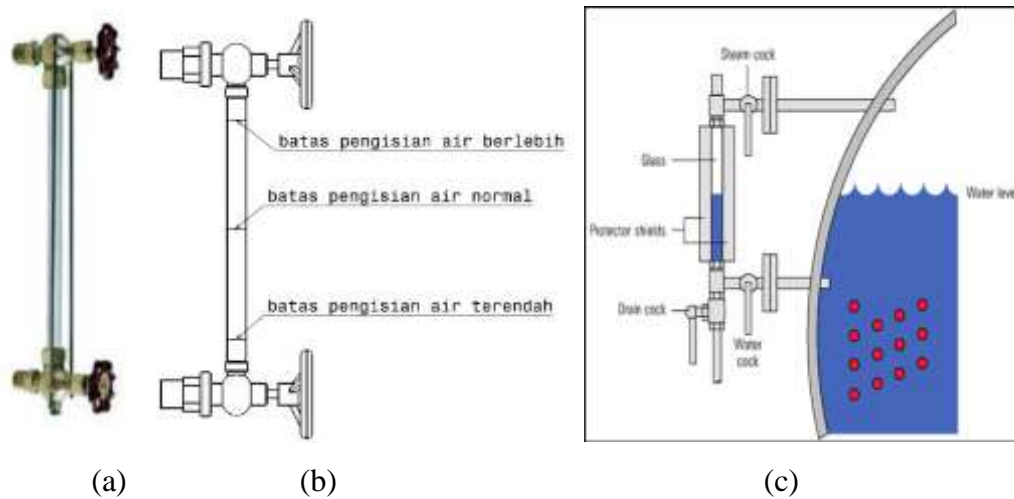 batas pengisian air berlebih
batas pengisian air normal
batas pengisian air terendah
Steam cock
Glass
Water leve
Protector shields
Drain cock
Water
cock
(a)
(b)
(c)